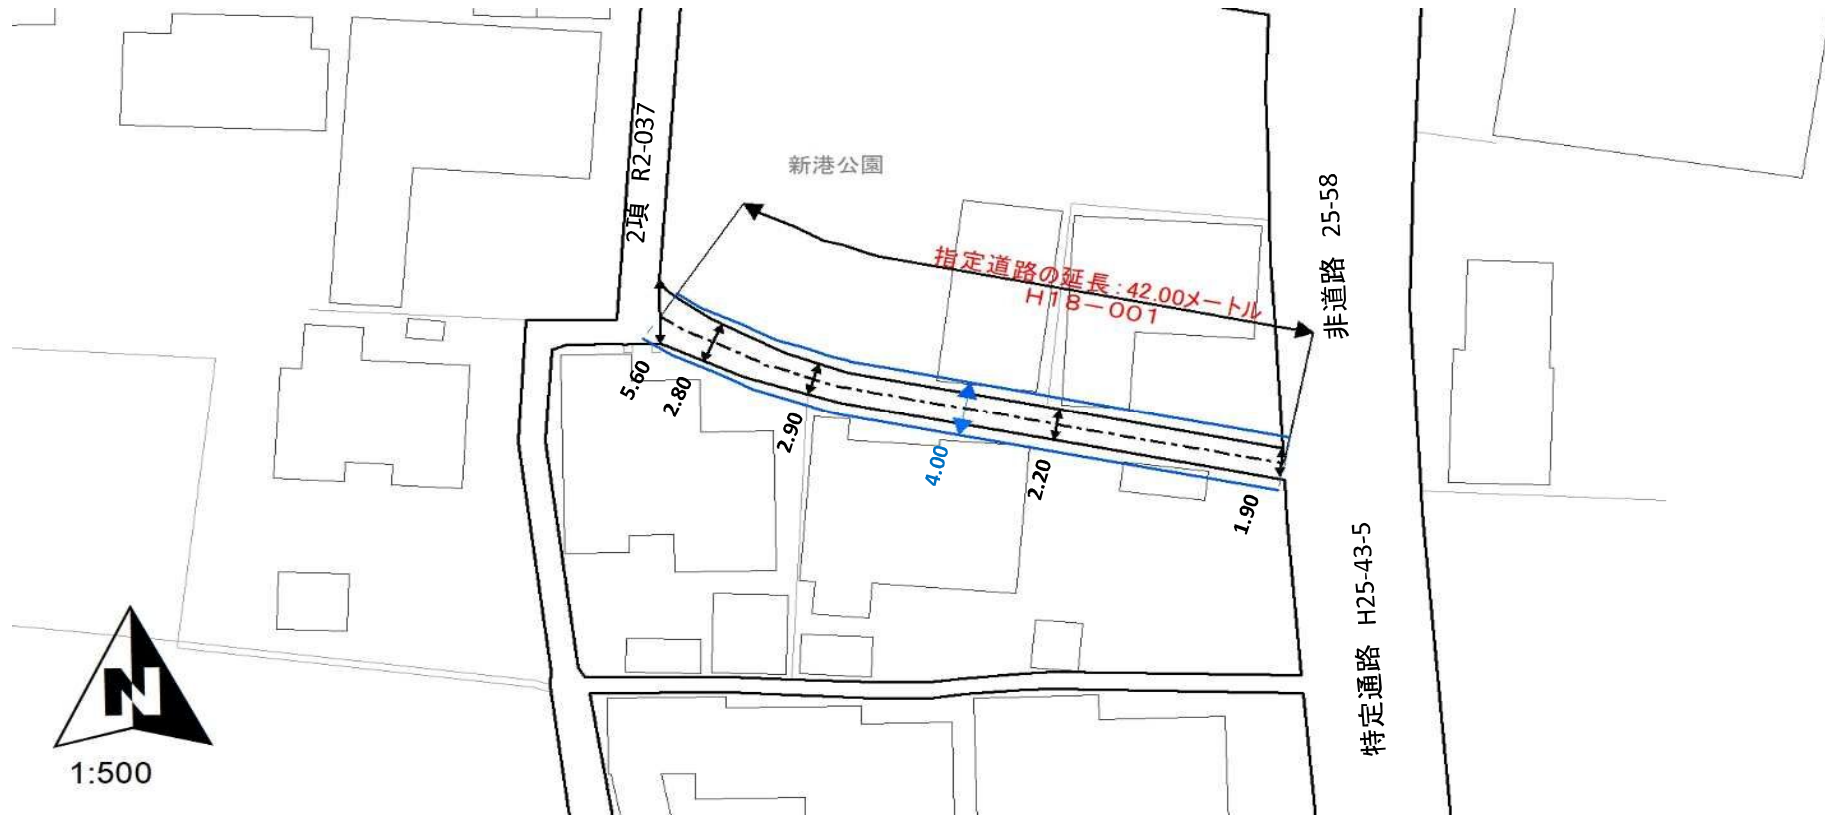 2項 R2-037
新港公園
指定道路の延長:42.00メートル
H18-001
非道路 25-58
5.60
2.80
2.90
4.00
2.20
1.90
特定通路 H25-43-5
N
1:500